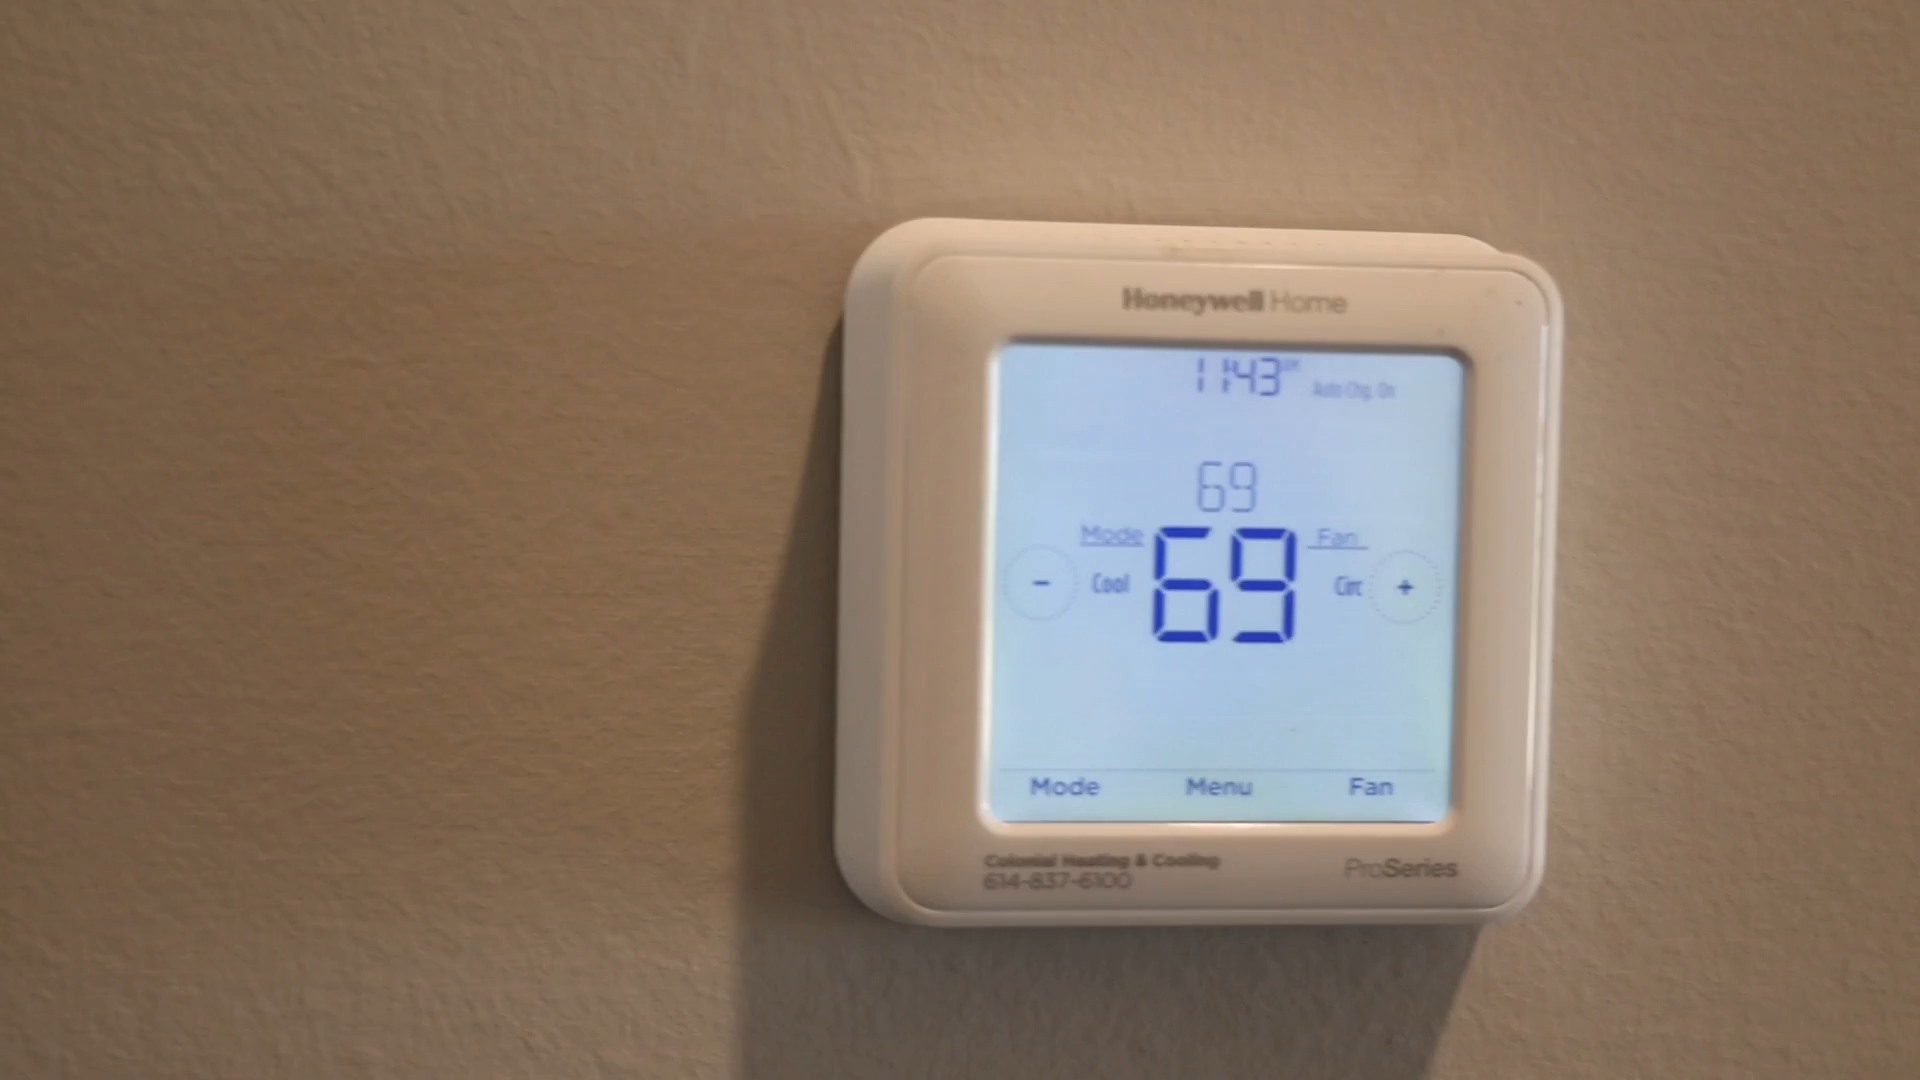 Honeywell Home
11:43
Auto Chg. On
69
Mode 69 Fan
- Cool Circ +
Mode Menu Fan
Colonial Heating & Cooling
614-837-6100
ProSeries